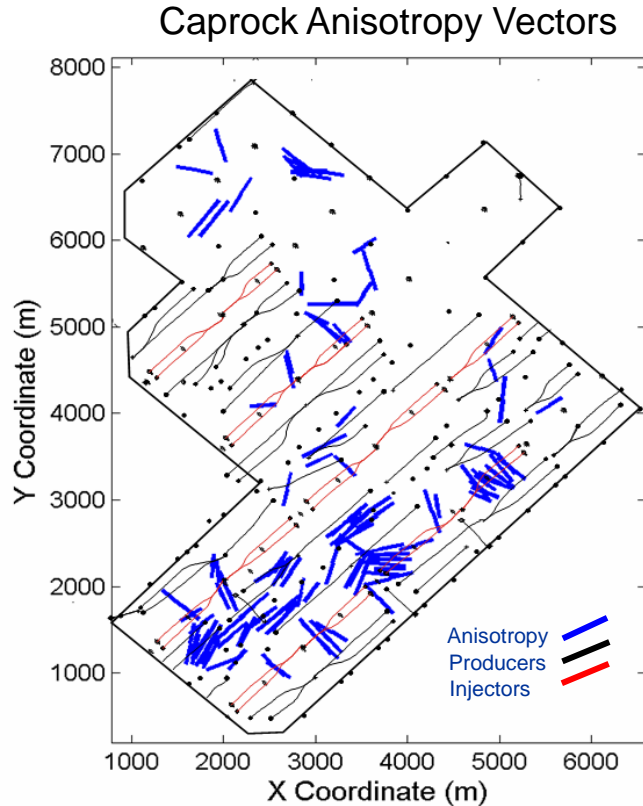 Caprock Anisotropy Vectors
8000
7000
6000
5000
4000
3000
2000
1000
Y Coordinate (m)
Anisotropy
Producers
Injectors
1000 2000 3000 4000 5000 6000
X Coordinate (m)